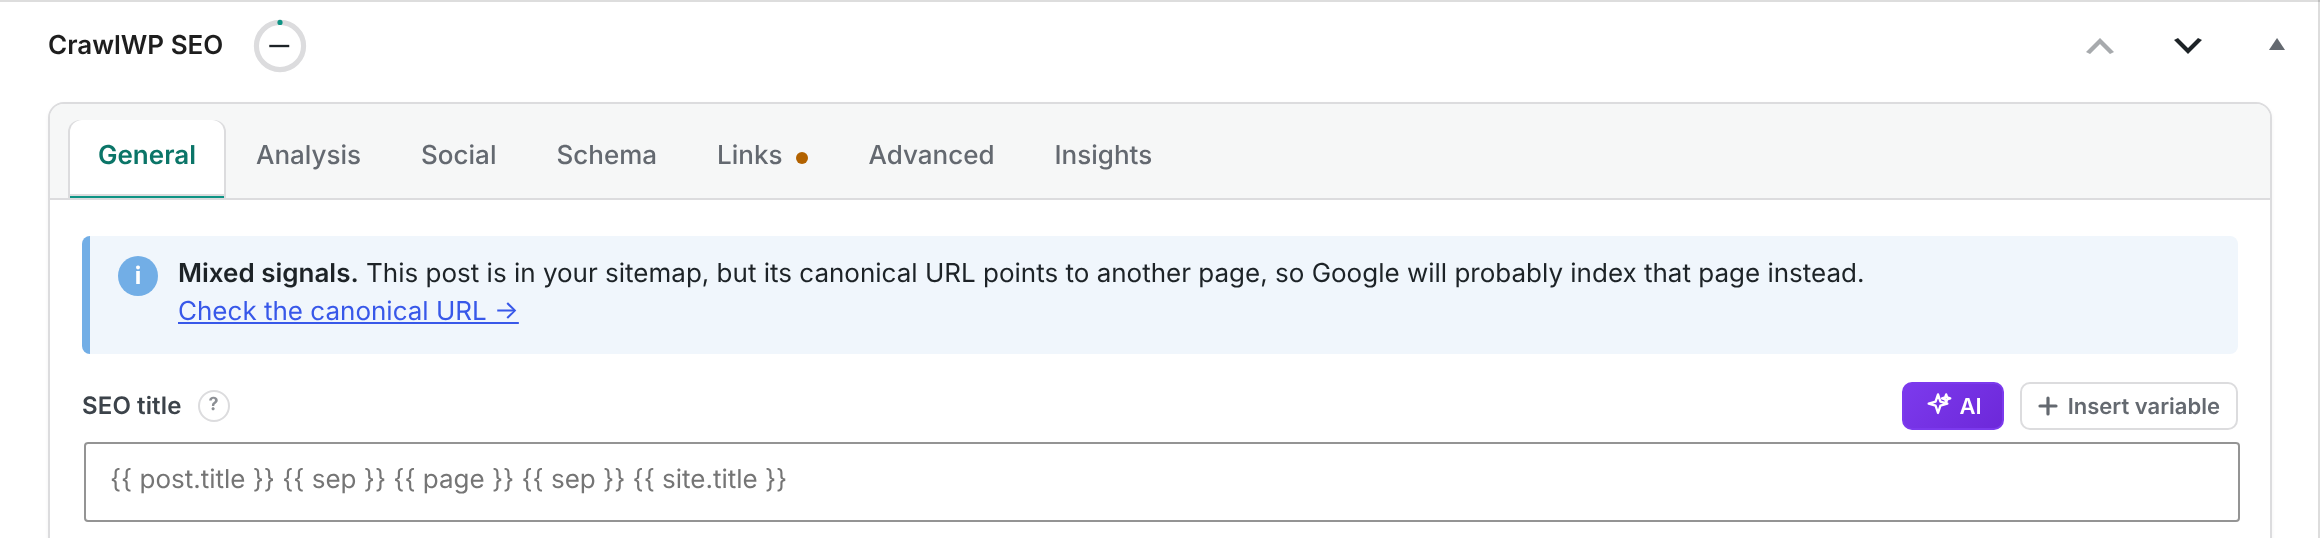 CrawlWP SEO
General Analysis Social Schema Links Advanced Insights
i Mixed signals. This post is in your sitemap, but its canonical URL points to another page, so Google will probably index that page instead.
Check the canonical URL →
SEO title ? AI + Insert variable
{{ post.title }} {{ sep }} {{ page }} {{ sep }} {{ site.title }}